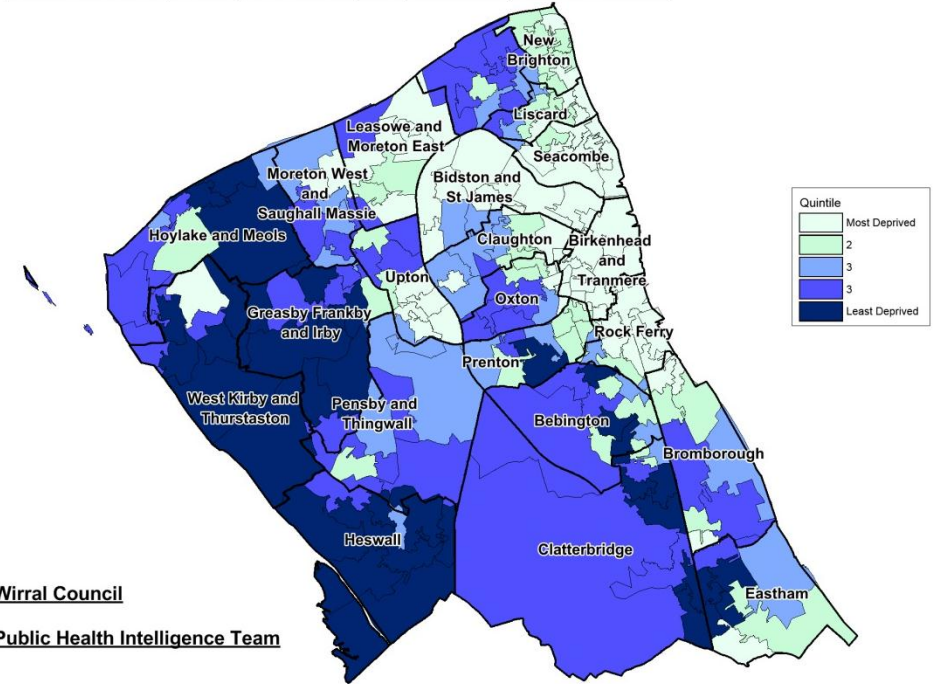 New
Brighton
Liscard
Leasowe and
Moreton East
Seacombe
Moreton West
and
Saughall Massie
Bidston and
St James
Hoylake and Meols
Claughton
Birkenhead
and
Tranmere
Upton
Oxton
Greasby Frankby
and Irby
Rock Ferry
Prenton
West Kirby and
Thurstaston
Pensby and
Thingwall
Bebington
Bromborough
Heswall
Clatterbridge
Eastham
Quintile
Most Deprived
2
3
3
Least Deprived
Wirral Council
Public Health Intelligence Team